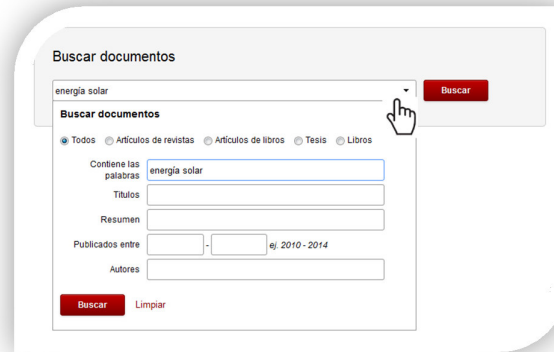 Buscar documentos
energía solar
Buscar
Buscar documentos
Todos Artículos de revistas Artículos de libros Tesis Libros
Contiene las
palabras
energía solar
Titulos
Resumen
Publicados entre - ej. 2010 - 2014
Autores
Buscar Limpiar